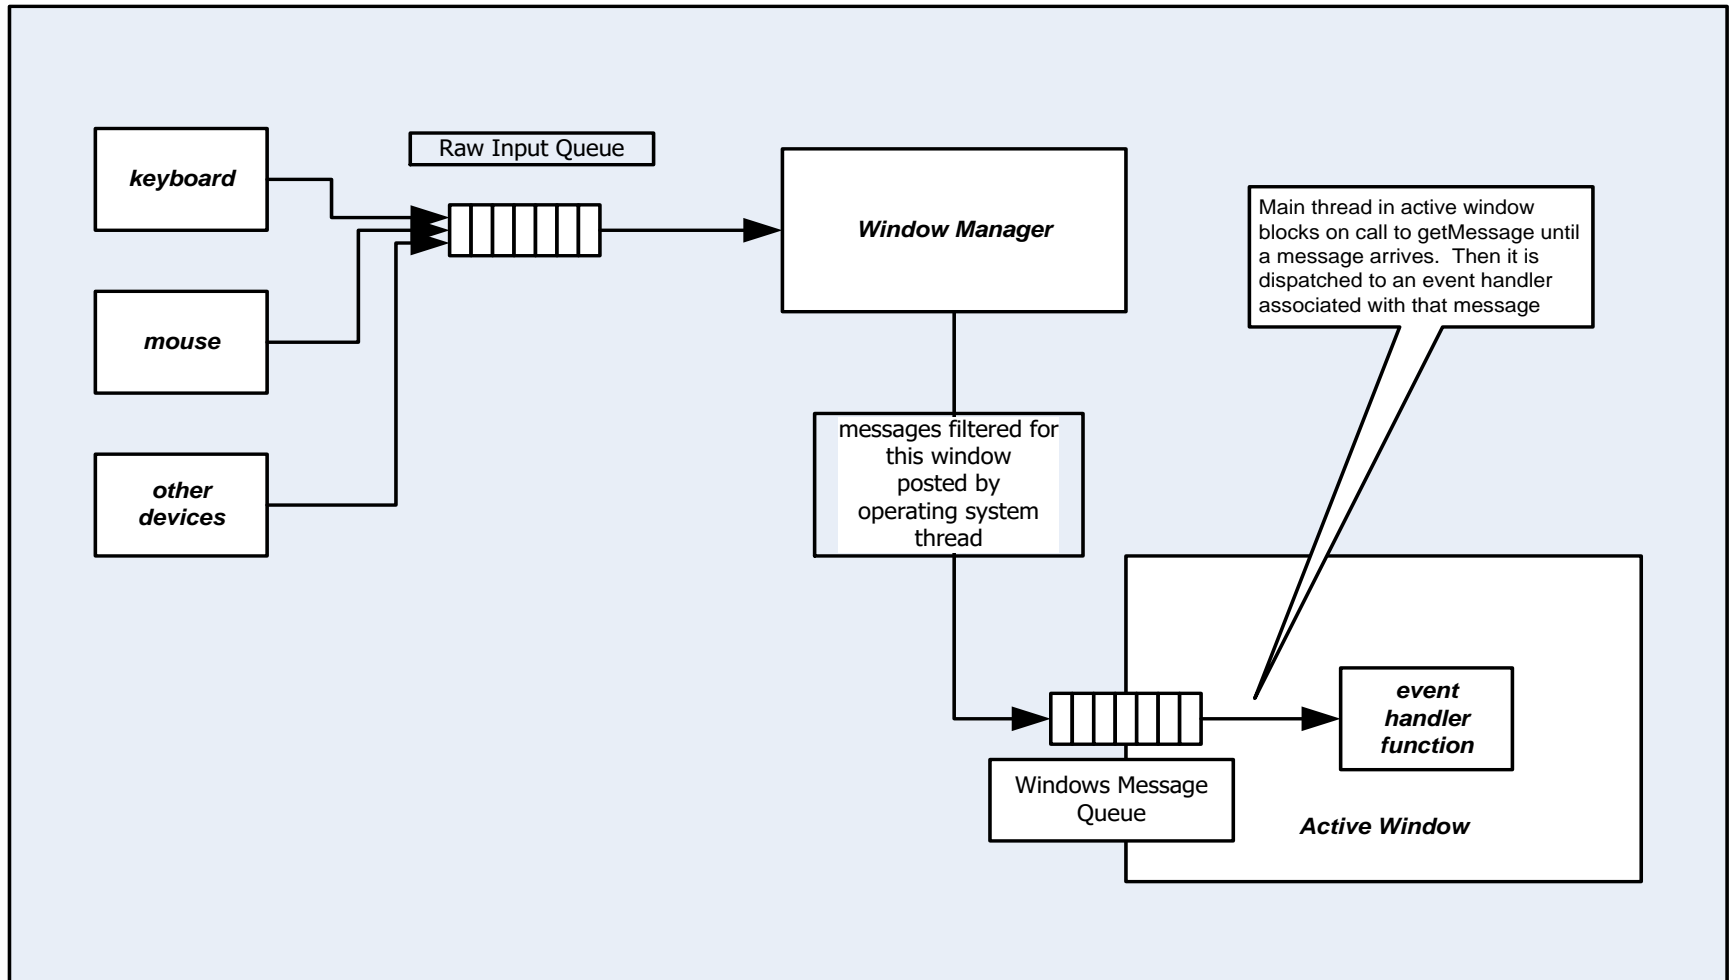 keyboard
Raw Input Queue
Window Manager
Main thread in active window
blocks on call to getMessage until
a message arrives.  Then it is
dispatched to an event handler
associated with that message
mouse
other
devices
messages filtered for
this window
posted by
operating system
thread
event
handler
function
Windows Message
Queue
Active Window